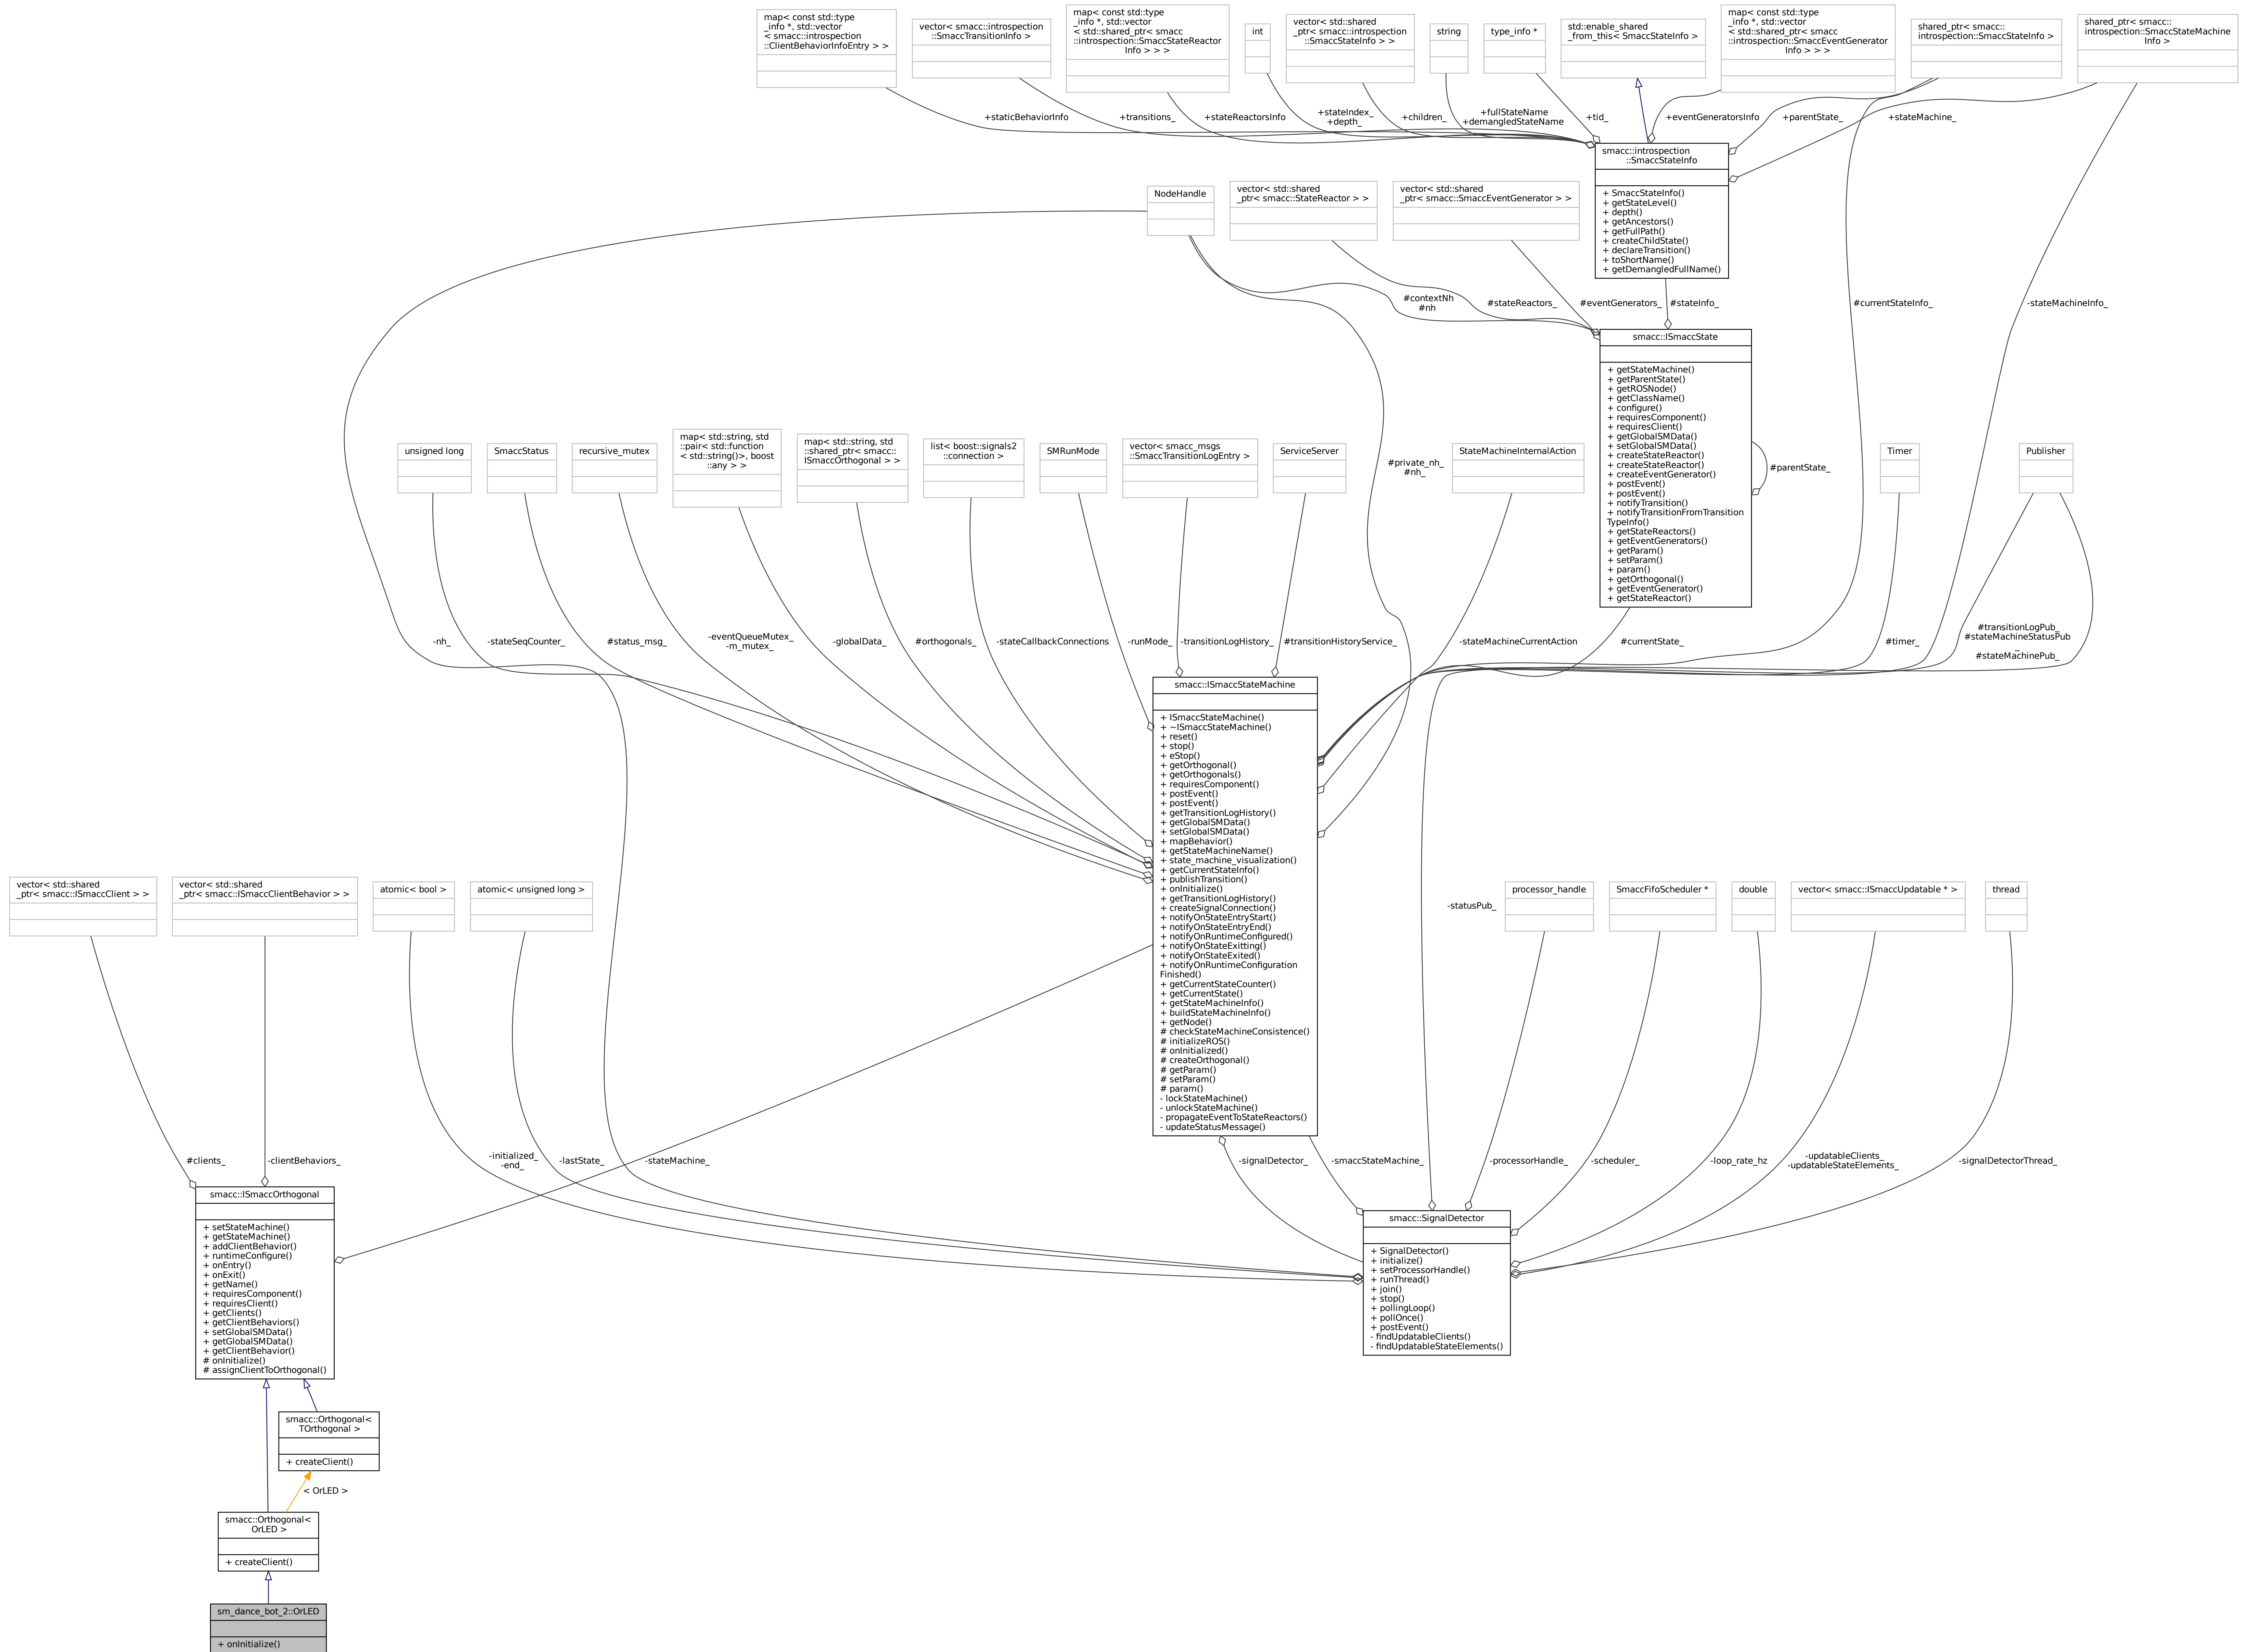 map< const std::type
_info *, std::vector
< smacc::introspection
::ClientBehaviorInfoEntry > >
vector< smacc::introspection
::SmaccTransitionInfo >
map< const std::type
_info *, std::vector
< std::shared_ptr< smacc
::introspection::SmaccStateReactor
Info > > >
int
vector< std::shared
_ptr< smacc::introspection
::SmaccStateInfo > >
string
type_info *
std::enable_shared
_from_this< SmaccStateInfo >
map< const std::type
_info *, std::vector
< std::shared_ptr< smacc
::introspection::SmaccEventGenerator
Info > > >
shared_ptr< smacc::
introspection::SmaccStateInfo >
shared_ptr< smacc::
introspection::SmaccStateMachine
Info >
+staticBehaviorInfo
+transitions_
+stateReactorsInfo
+stateIndex_
+depth_
+children_
+fullStateName
+demangledStateName
+tid_
+eventGeneratorsInfo
+parentState_
+stateMachine_
smacc::introspection
::SmaccStateInfo
+ SmaccStateInfo()
+ getStateLevel()
+ depth()
+ getAncestors()
+ getFullPath()
+ createChildState()
+ declareTransition()
+ toShortName()
+ getDemangledFullName()
NodeHandle
vector< std::shared
_ptr< smacc::StateReactor > >
vector< std::shared
_ptr< smacc::SmaccEventGenerator > >
#contextNh
#nh
#stateReactors_
#eventGenerators_
#stateInfo_
#currentStateInfo_
-stateMachineInfo_
smacc::ISmaccState
+ getStateMachine()
+ getParentState()
+ getROSNode()
+ getClassName()
+ configure()
+ requiresComponent()
+ requiresClient()
+ getGlobalSMData()
+ setGlobalSMData()
+ createStateReactor()
+ createStateReactor()
+ createEventGenerator()
+ postEvent()
+ postEvent()
+ notifyTransition()
+ notifyTransitionFromTransition
TypeInfo()
+ getStateReactors()
+ getEventGenerators()
+ getParam()
+ setParam()
+ param()
+ getOrthogonal()
+ getEventGenerator()
+ getStateReactor()
#parentState_
unsigned long
SmaccStatus
recursive_mutex
map< std::string, std
::pair< std::function
< std::string()>, boost
::any > >
map< std::string, std
::shared_ptr< smacc::
ISmaccOrthogonal > >
list< boost::signals2
::connection >
SMRunMode
vector< smacc_msgs
::SmaccTransitionLogEntry >
ServiceServer
#private_nh_
#nh_
StateMachineInternalAction
Timer
Publisher
-nh_
-stateSeqCounter_
#status_msg_
-eventQueueMutex_
-m_mutex_
-globalData_
#orthogonals_
-stateCallbackConnections
-runMode_
-transitionLogHistory_
#transitionHistoryService_
-stateMachineCurrentAction
#currentState_
#timer_
#transitionLogPub_
#stateMachineStatusPub
_
#stateMachinePub_
smacc::ISmaccStateMachine
+ ISmaccStateMachine()
+ ~ISmaccStateMachine()
+ reset()
+ stop()
+ eStop()
+ getOrthogonal()
+ getOrthogonals()
+ requiresComponent()
+ postEvent()
+ postEvent()
+ getTransitionLogHistory()
+ getGlobalSMData()
+ setGlobalSMData()
+ mapBehavior()
+ getStateMachineName()
+ state_machine_visualization()
+ getCurrentStateInfo()
+ publishTransition()
+ onInitialize()
+ getTransitionLogHistory()
+ createSignalConnection()
+ notifyOnStateEntryStart()
+ notifyOnStateEntryEnd()
+ notifyOnRuntimeConfigured()
+ notifyOnStateExitting()
+ notifyOnStateExited()
+ notifyOnRuntimeConfiguration
Finished()
+ getCurrentStateCounter()
+ getCurrentState()
+ getStateMachineInfo()
+ buildStateMachineInfo()
+ getNode()
# checkStateMachineConsistence()
# initializeROS()
# onInitialized()
# createOrthogonal()
# getParam()
# setParam()
# param()
- lockStateMachine()
- unlockStateMachine()
- propagateEventToStateReactors()
- updateStatusMessage()
vector< std::shared
_ptr< smacc::ISmaccClient > >
vector< std::shared
_ptr< smacc::ISmaccClientBehavior > >
atomic< bool >
atomic< unsigned long >
-statusPub_
processor_handle
SmaccFifoScheduler *
double
vector< smacc::ISmaccUpdatable * >
thread
#clients_
-clientBehaviors_
-initialized_
-end_
-lastState_
-stateMachine_
-signalDetector_
-smaccStateMachine_
-processorHandle_
-scheduler_
-loop_rate_hz
-updatableClients_
-updatableStateElements_
-signalDetectorThread_
smacc::ISmaccOrthogonal
+ setStateMachine()
+ getStateMachine()
+ addClientBehavior()
+ runtimeConfigure()
+ onEntry()
+ onExit()
+ getName()
+ requiresComponent()
+ requiresClient()
+ getClients()
+ getClientBehaviors()
+ setGlobalSMData()
+ getGlobalSMData()
+ getClientBehavior()
# onInitialize()
# assignClientToOrthogonal()
smacc::SignalDetector
+ SignalDetector()
+ initialize()
+ setProcessorHandle()
+ runThread()
+ join()
+ stop()
+ pollingLoop()
+ pollOnce()
+ postEvent()
- findUpdatableClients()
- findUpdatableStateElements()
smacc::Orthogonal<
TOrthogonal >
+ createClient()
< OrLED >
smacc::Orthogonal<
OrLED >
+ createClient()
sm_dance_bot_2::OrLED
+ onInitialize()